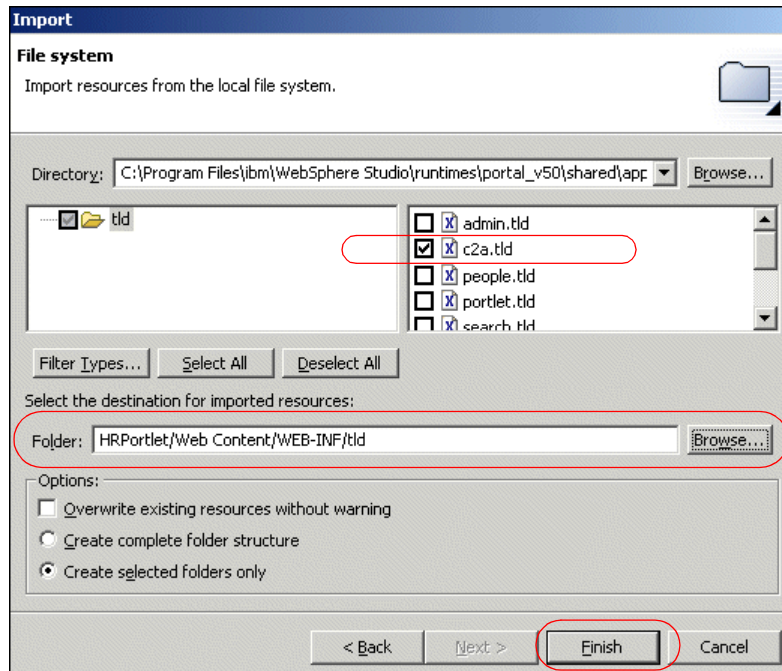 Import
File system
Import resources from the local file system.
Directory: C:\Program Files\ibm\WebSphere Studio\runtimes\portal_v50\shared\app Browse...
tld
admin.tld
c2a.tld
people.tld
portlet.tld
search.tld
Filter Types... Select All Deselect All
Select the destination for imported resources:
Folder: HRPortlet/Web Content/WEB-INF/tld Browse...
Options:
Overwrite existing resources without warning
Create complete folder structure
Create selected folders only
< Back Next > Finish Cancel